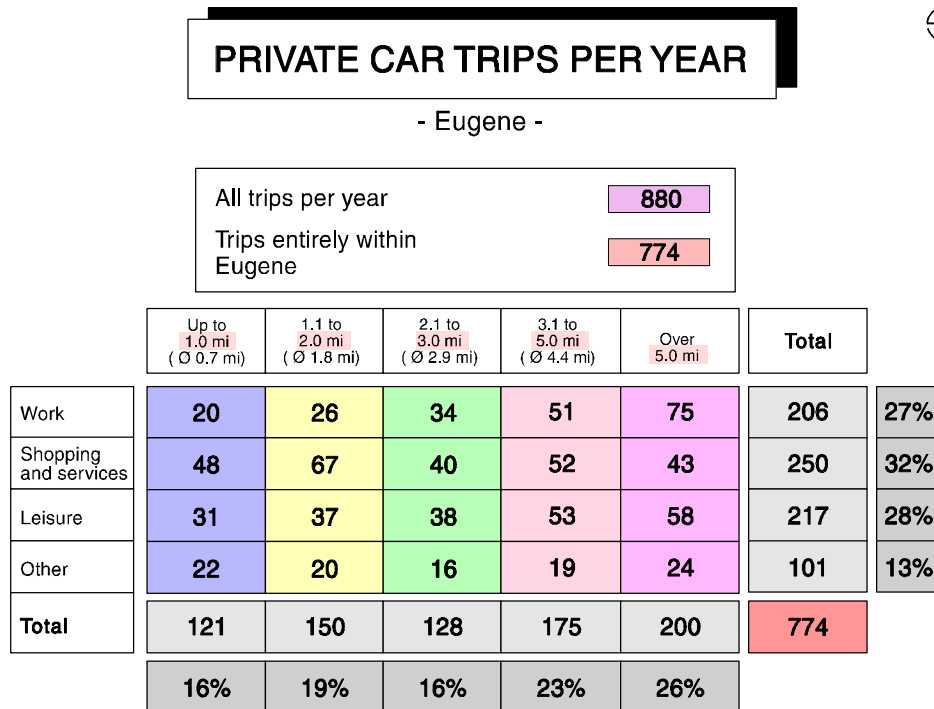 PRIVATE CAR TRIPS PER YEAR
- Eugene -
All trips per year 880
Trips entirely within
Eugene 774
Up to
1.0 mi
( Ø 0.7 mi)
1.1 to
2.0 mi
( Ø 1.8 mi)
2.1 to
3.0 mi
( Ø 2.9 mi)
3.1 to
5.0 mi
( Ø 4.4 mi)
Over
5.0 mi
Total
Work 20 26 34 51 75 206 27%
Shopping
and services 48 67 40 52 43 250 32%
Leisure 31 37 38 53 58 217 28%
Other 22 20 16 19 24 101 13%
Total 121 150 128 175 200 774
16% 19% 16% 23% 26%